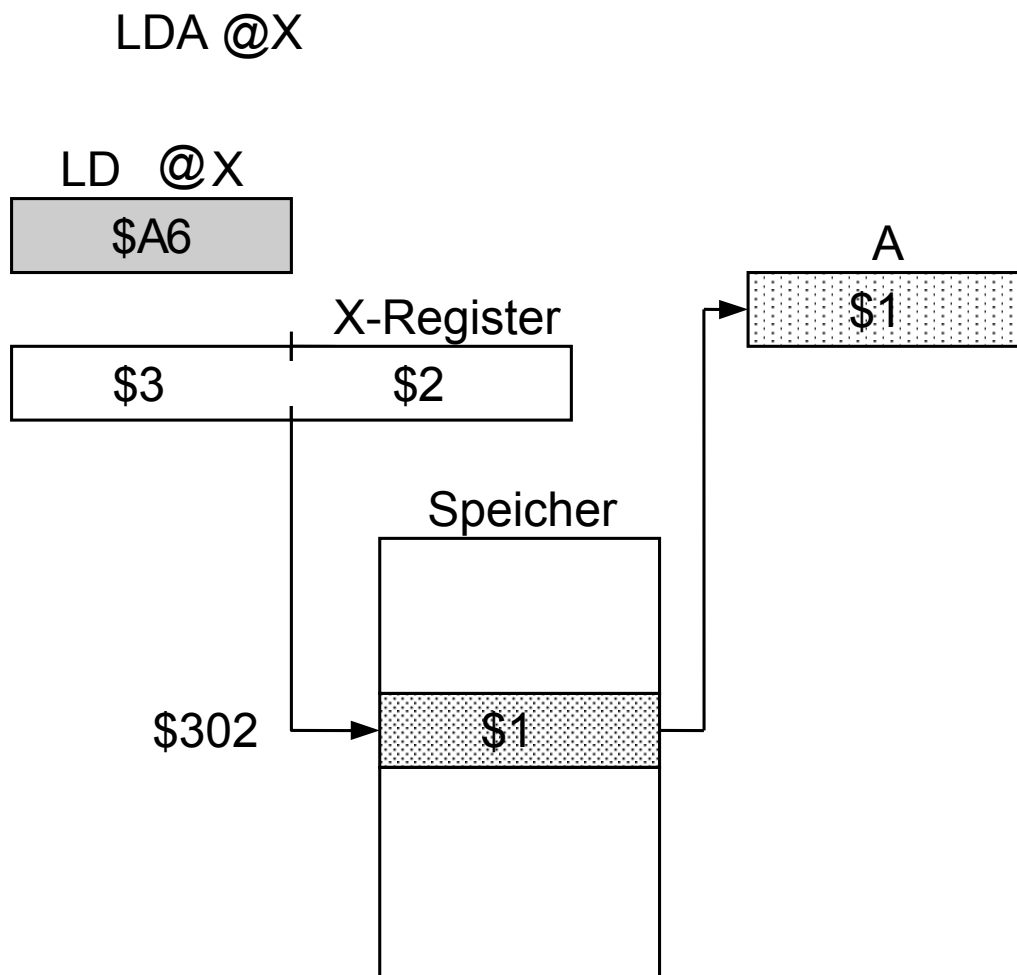 LDA @X
LD @X
$A6
A
$1
X-Register
$3 $2
Speicher
$302 $1